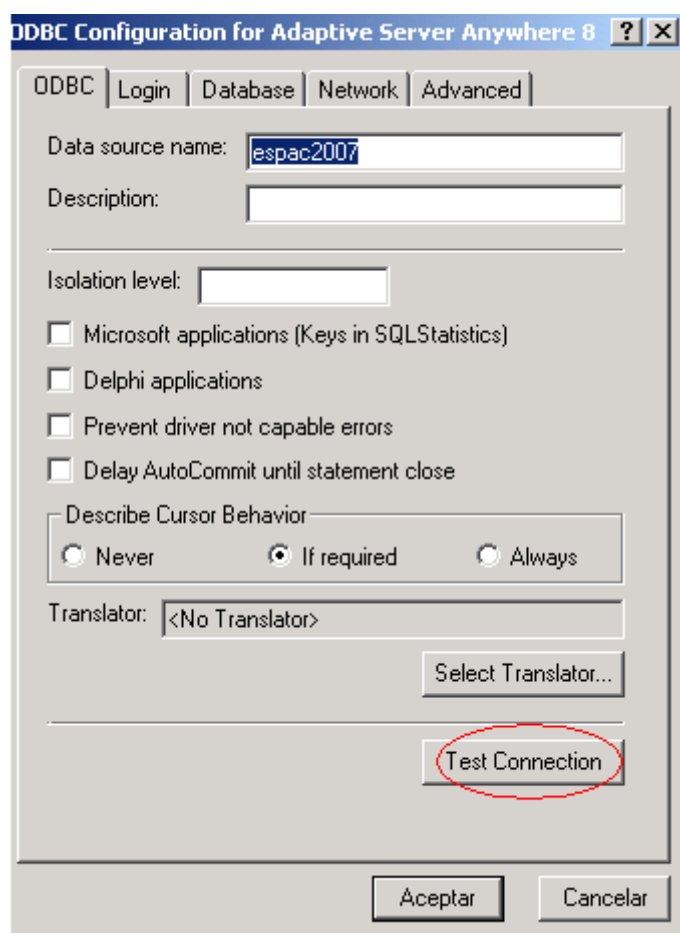 ODBC Configuration for Adaptive Server Anywhere 8
ODBC Login Database Network Advanced
Data source name: espac2007
Description:
Isolation level:
Microsoft applications (Keys in SQLStatistics)
Delphi applications
Prevent driver not capable errors
Delay AutoCommit until statement close
Describe Cursor Behavior
Never If required Always
Translator: <No Translator>
Select Translator...
Test Connection
Aceptar Cancelar